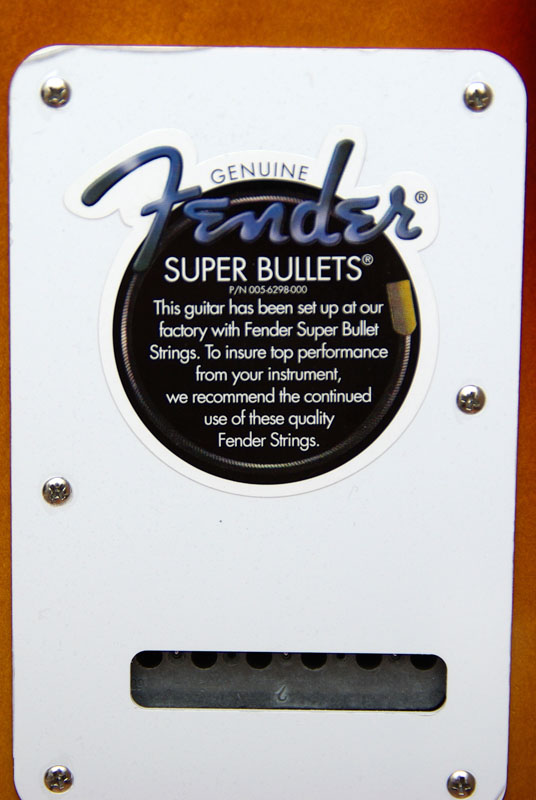 GENUINE
Fender®
SUPER BULLETS®
P/N 005-6298-000
This guitar has been set up at our
factory with Fender Super Bullet
Strings. To insure top performance
from your instrument,
we recommend the continued
use of these quality
Fender Strings.
2